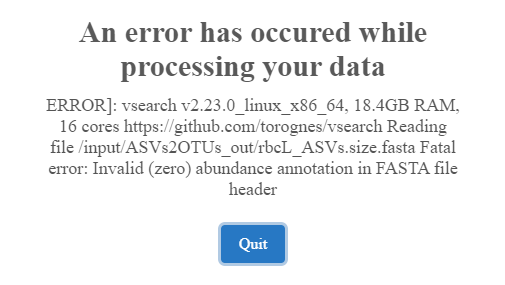 An error has occured while
processing your data
ERROR]: vsearch v2.23.0_linux_x86_64, 18.4GB RAM,
16 cores https://github.com/torognes/vsearch Reading
file /input/ASVs2OTUs_out/rbcL_ASVs.size.fasta Fatal
error: Invalid (zero) abundance annotation in FASTA file
header
Quit